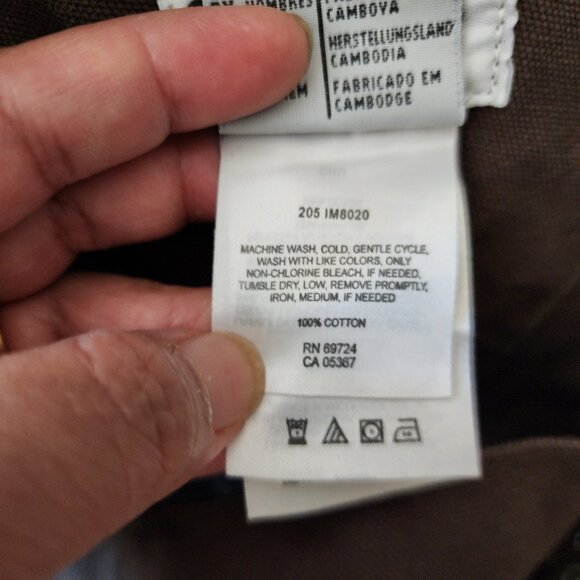 CAMBOYA
HERSTELLUNGSLAND
CAMBODIA
FABRICADO EM
CAMBODGE
205 IM8020
MACHINE WASH, COLD, GENTLE CYCLE,
WASH WITH LIKE COLORS, ONLY
NON-CHLORINE BLEACH, IF NEEDED,
TUMBLE DRY, LOW, REMOVE PROMPTLY,
IRON, MEDIUM, IF NEEDED
100% COTTON
RN 69724
CA 05367